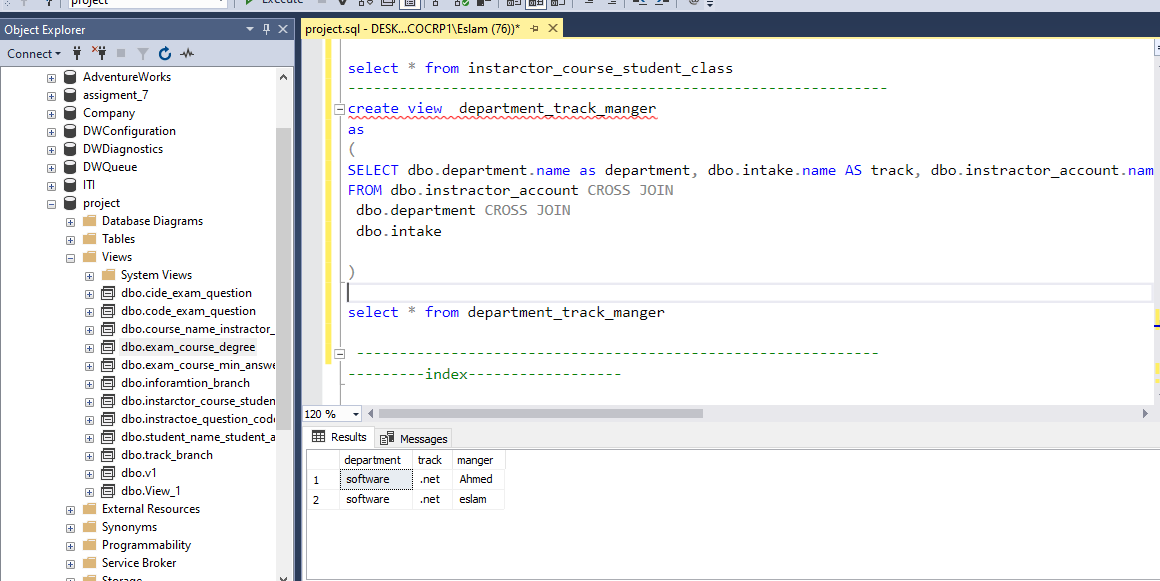 project
Execute
Object Explorer
project.sql - DESK...COCRP1\Eslam (76))*
Connect
AdventureWorks
assigment_7
Company
DWConfiguration
DWDiagnostics
DWQueue
ITI
project
Database Diagrams
Tables
Views
System Views
dbo.cide_exam_question
dbo.code_exam_question
dbo.course_name_instractor_
dbo.exam_course_degree
dbo.exam_course_min_answe
dbo.inforamtion_branch
dbo.instarctor_course_studen
dbo.instractoe_question_code
dbo.student_name_student_a
dbo.track_branch
dbo.v1
dbo.View_1
External Resources
Synonyms
Programmability
Service Broker
Storage
select * from instarctor_course_student_class
---------------------------------------------------------------
create view  department_track_manger
as
(
SELECT dbo.department.name as department, dbo.intake.name AS track, dbo.instractor_account.nam
FROM dbo.instractor_account CROSS JOIN
dbo.department CROSS JOIN
dbo.intake
)
select * from department_track_manger
-------------------------------------------------------------
---------index------------------
120 %
Results
Messages
department track manger
1 software .net Ahmed
2 software .net eslam